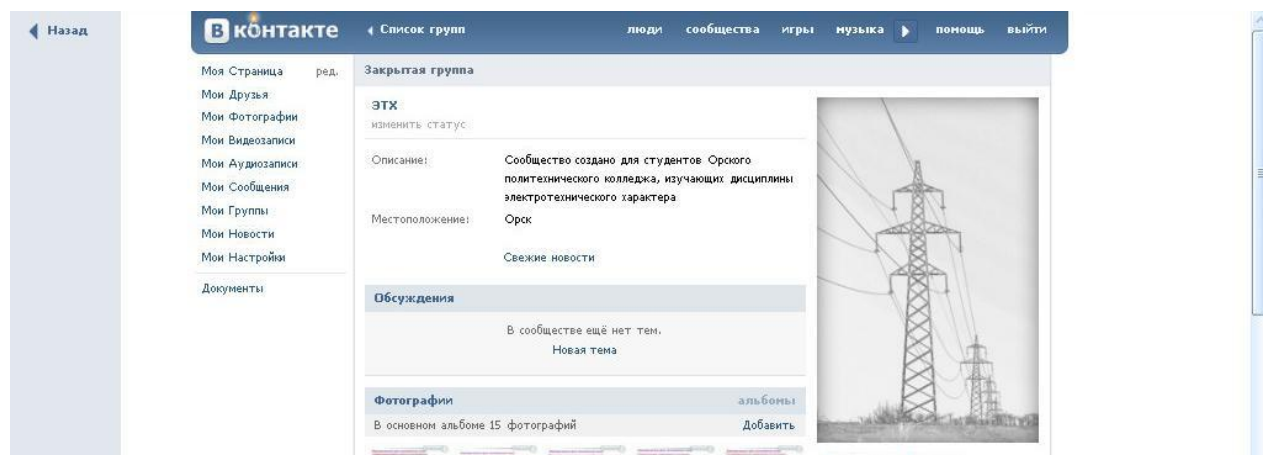 Назад
В контакте
Список групп
люди сообщества игры музыка помощь выйти
Моя Страница ред.
Мои Друзья
Мои Фотографии
Мои Видеозаписи
Мои Аудиозаписи
Мои Сообщения
Мои Группы
Мои Новости
Мои Настройки
Документы
Закрытая группа
ЭТХ
изменить статус
Описание: Сообщество создано для студентов Орского
политехнического колледжа, изучающих дисциплины
электротехнического характера
Местоположение: Орск
Свежие новости
Обсуждения
В сообществе ещё нет тем.
Новая тема
Фотографии альбомы
В основном альбоме 15 фотографий Добавить